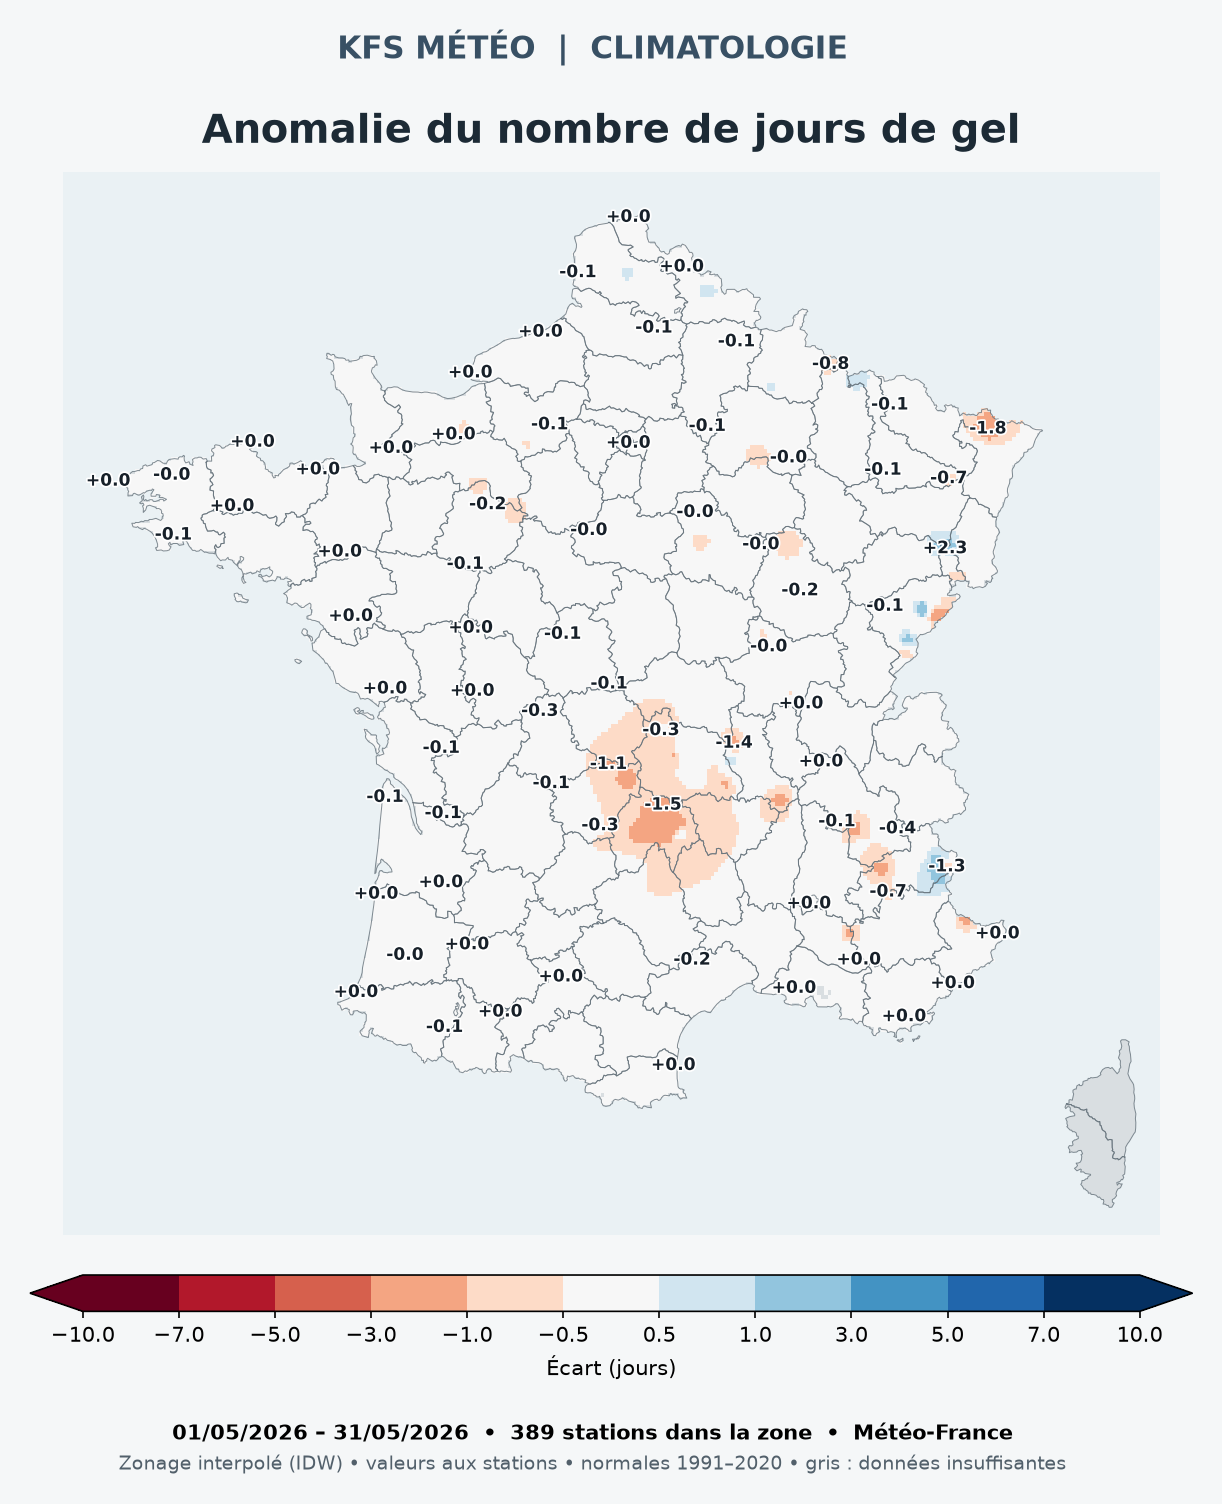 KFS MÉTÉO | CLIMATOLOGIE
Anomalie du nombre de jours de gel
+0.0
-0.1 +0.0
+0.0 -0.1 -0.1
+0.0 -0.8
-0.1
+0.0 -0.1 -0.1 -1.8
+0.0 +0.0 +0.0 -0.0
+0.0 -0.0 +0.0 -0.1 -0.7
+0.0 -0.2 -0.0
-0.1 -0.0 -0.0 +2.3
+0.0 -0.1
-0.2
+0.0 -0.1
+0.0 -0.1 -0.0
+0.0 +0.0 -0.1
-0.3 +0.0
-0.1 -0.3 -1.4
-1.1 +0.0
-0.1 -0.1
-0.1 -1.5
-0.3 -0.1 -0.4
-1.3
+0.0 +0.0 -0.7
+0.0
-0.0 +0.0 +0.0
-0.2 +0.0
+0.0 +0.0 +0.0 +0.0
-0.1 +0.0 +0.0
+0.0
−10.0 −7.0 −5.0 −3.0 −1.0 −0.5 0.5 1.0 3.0 5.0 7.0 10.0
Écart (jours)
01/05/2026 – 31/05/2026 • 389 stations dans la zone • Météo-France
Zonage interpolé (IDW) • valeurs aux stations • normales 1991–2020 • gris : données insuffisantes